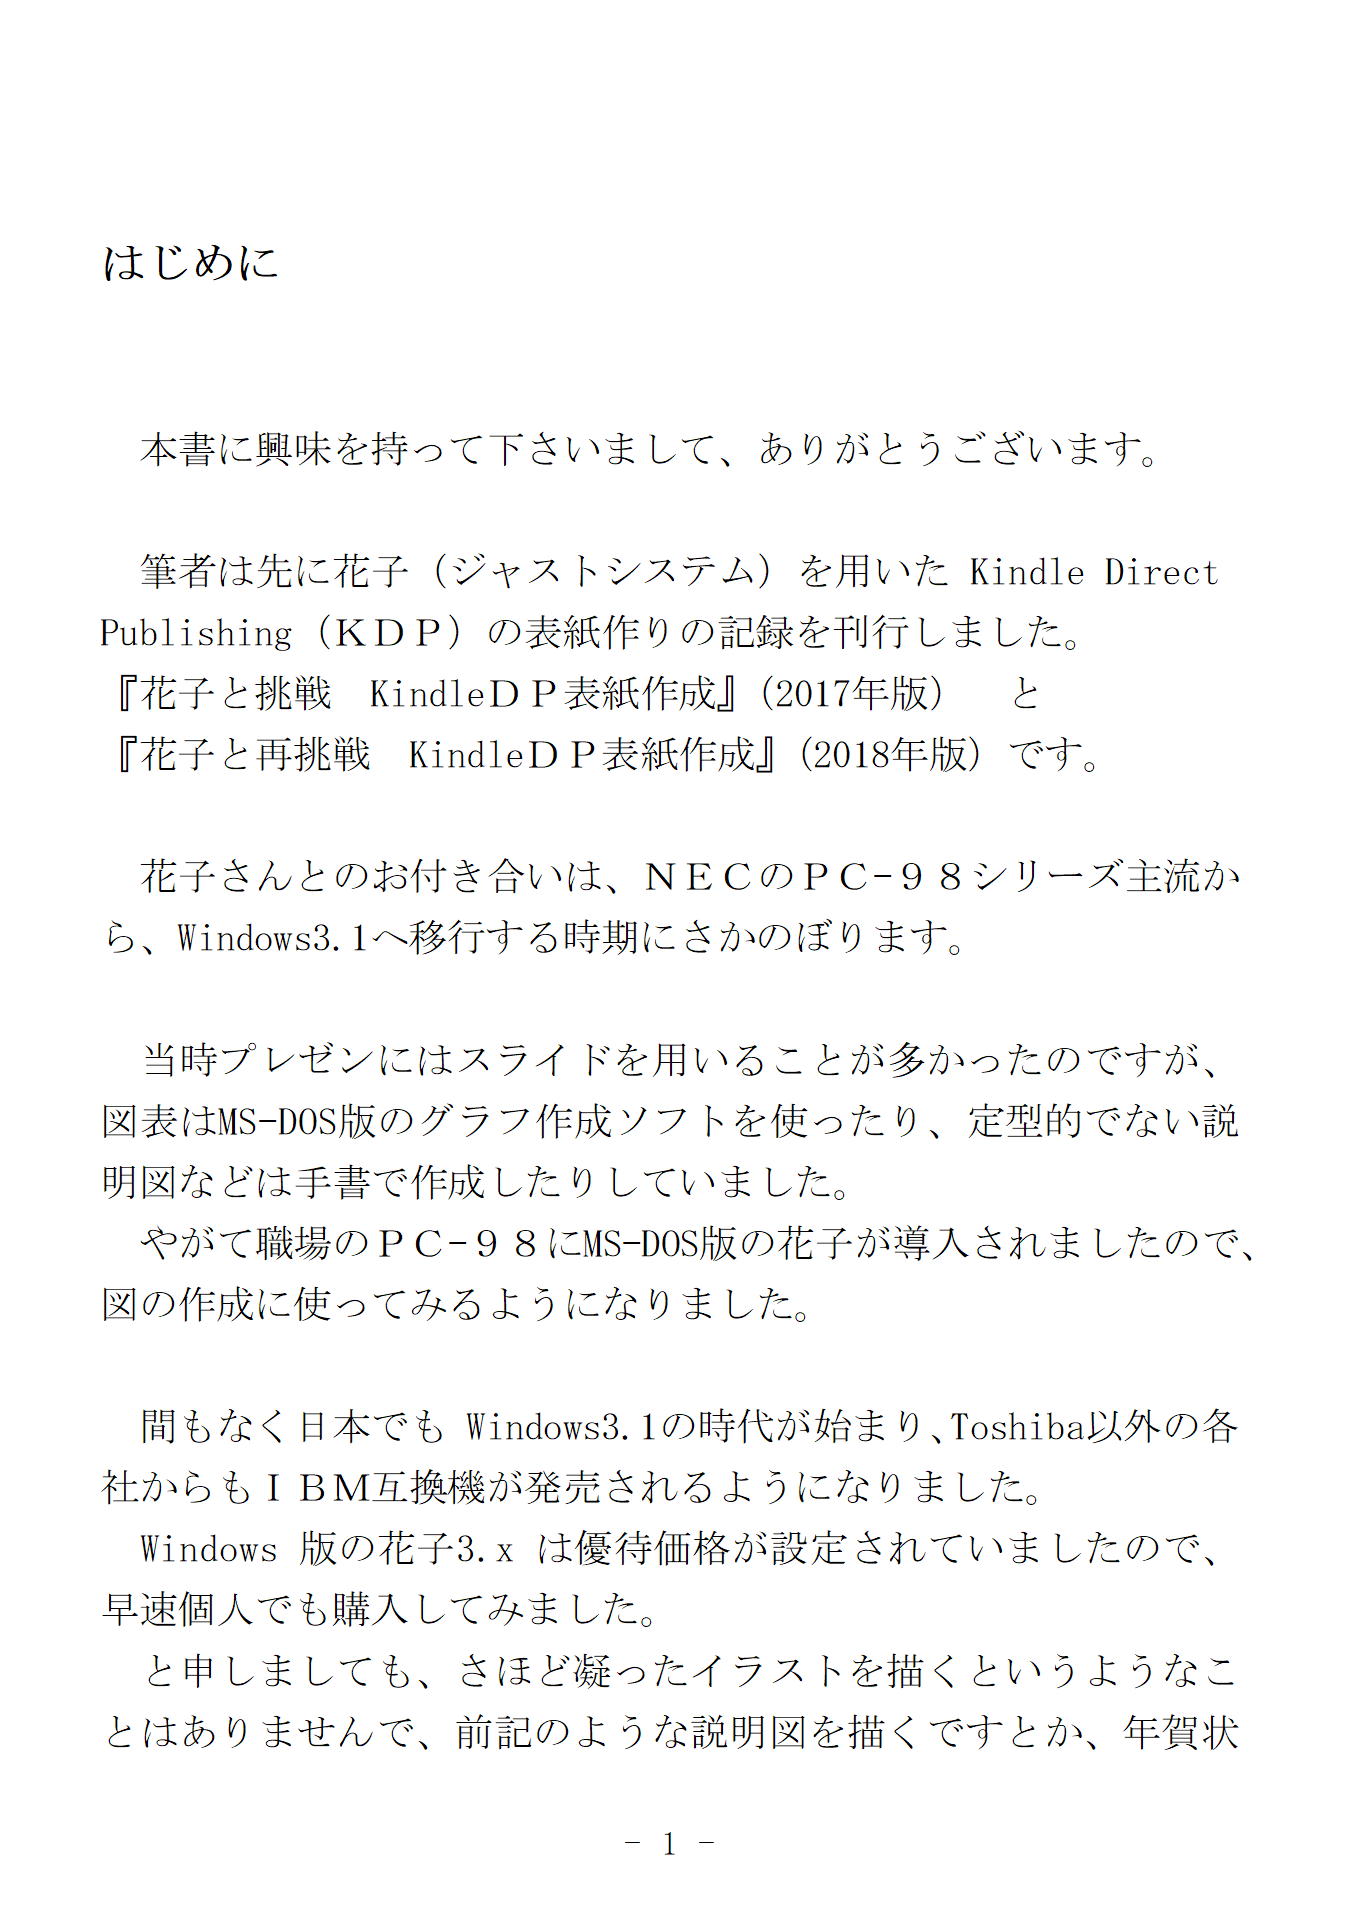 はじめに
　本書に興味を持って下さいまして、ありがとうございます。
　筆者は先に花子（ジャストシステム）を用いた Kindle Direct
Publishing（ＫＤＰ）の表紙作りの記録を刊行しました。
『花子と挑戦　KindleＤＰ表紙作成』（2017年版）　と
『花子と再挑戦　KindleＤＰ表紙作成』（2018年版）です。
　花子さんとのお付き合いは、ＮＥＣのＰＣ−９８シリーズ主流か
ら、Windows3.1へ移行する時期にさかのぼります。
　当時プレゼンにはスライドを用いることが多かったのですが、
図表はMS-DOS版のグラフ作成ソフトを使ったり、定型的でない説
明図などは手書で作成したりしていました。
　やがて職場のＰＣ−９８にMS-DOS版の花子が導入されましたので、
図の作成に使ってみるようになりました。
　間もなく日本でも Windows3.1の時代が始まり、Toshiba以外の各
社からもＩＢＭ互換機が発売されるようになりました。
　Windows 版の花子3.x は優待価格が設定されていましたので、
早速個人でも購入してみました。
　と申しましても、さほど凝ったイラストを描くというようなこ
とはありませんで、前記のような説明図を描くですとか、年賀状
- 1 -